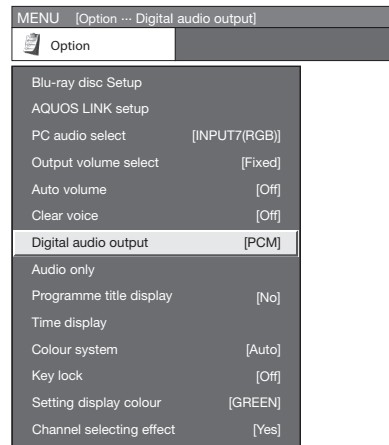 MENU [Option ··· Digital audio output]
Option
Blu-ray disc Setup
AQUOS LINK setup
PC audio select [INPUT7(RGB)]
Output volume select [Fixed]
Auto volume [Off]
Clear voice [Off]
Digital audio output [PCM]
Audio only
Programme title display [No]
Time display
Colour system [Auto]
Key lock [Off]
Setting display colour [GREEN]
Channel selecting effect [Yes]